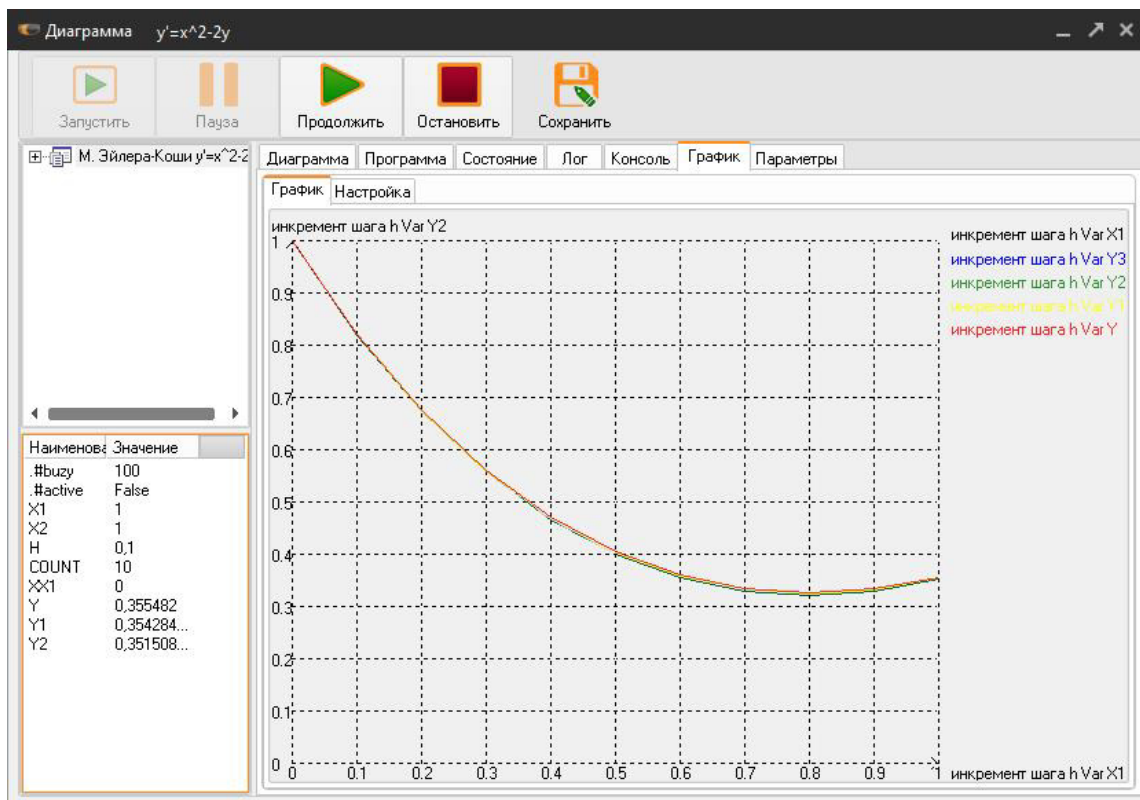 Диаграмма y'=x^2-2y
Запустить Пауза Продолжить Остановить Сохранить
М. Эйлера-Коши y'=x^2-2
Диаграмма Программа Состояние Лог Консоль График Параметры
График Настройка
инкремент шага h Var Y2
инкремент шага h Var X1
инкремент шага h Var Y3
инкремент шага h Var Y2
инкремент шага h Var Y1
инкремент шага h Var Y
1
0.9
0.8
0.7
0.6
0.5
0.4
0.3
0.2
0.1
0
0 0.1 0.2 0.3 0.4 0.5 0.6 0.7 0.8 0.9 1
инкремент шага h Var X1
Наименова Значение
.#buzy 100
.#active False
X1 1
X2 1
H 0,1
COUNT 10
XX1 0
Y 0,355482
Y1 0,354284...
Y2 0,351508...